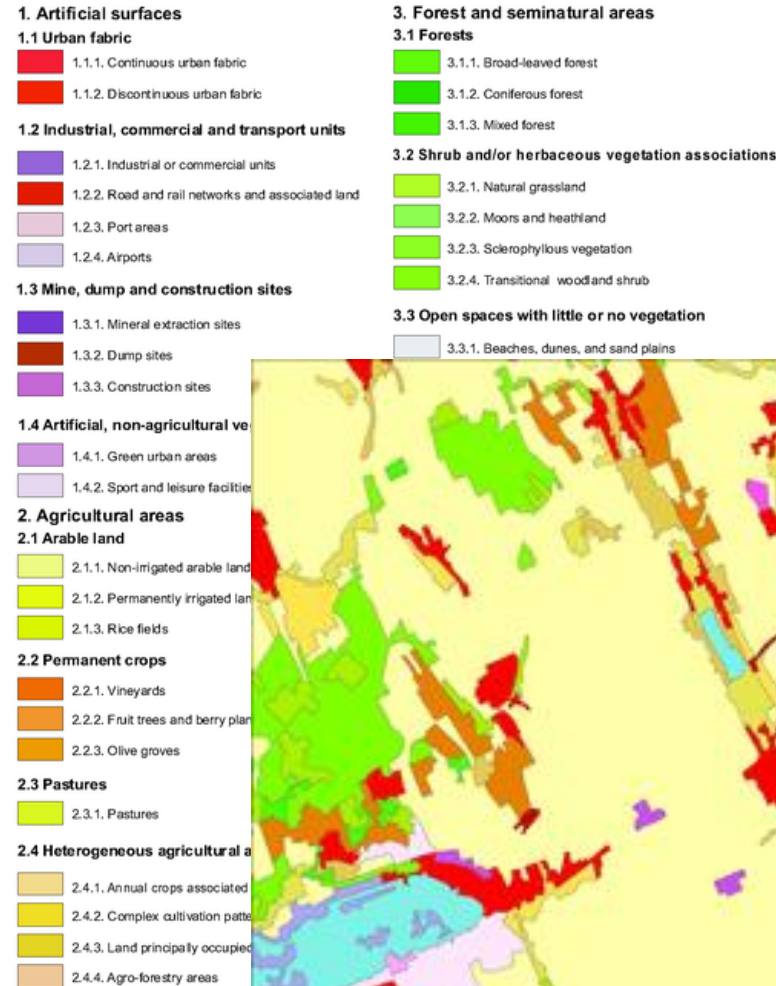 1. Artificial surfaces
1.1 Urban fabric
1.1.1. Continuous urban fabric
1.1.2. Discontinuous urban fabric
1.2 Industrial, commercial and transport units
1.2.1. Industrial or commercial units
1.2.2. Road and rail networks and associated land
1.2.3. Port areas
1.2.4. Airports
1.3 Mine, dump and construction sites
1.3.1. Mineral extraction sites
1.3.2. Dump sites
1.3.3. Construction sites
1.4 Artificial, non-agricultural ve
1.4.1. Green urban areas
1.4.2. Sport and leisure facilitie
2. Agricultural areas
2.1 Arable land
2.1.1. Non-irrigated arable land
2.1.2. Permanently irrigated lan
2.1.3. Rice fields
2.2 Permanent crops
2.2.1. Vineyards
2.2.2. Fruit trees and berry plan
2.2.3. Olive groves
2.3 Pastures
2.3.1. Pastures
2.4 Heterogeneous agricultural a
2.4.1. Annual crops associated
2.4.2. Complex cultivation patte
2.4.3. Land principally occupied
2.4.4. Agro-forestry areas
3. Forest and seminatural areas
3.1 Forests
3.1.1. Broad-leaved forest
3.1.2. Coniferous forest
3.1.3. Mixed forest
3.2 Shrub and/or herbaceous vegetation associations
3.2.1. Natural grassland
3.2.2. Moors and heathland
3.2.3. Sclerophyllous vegetation
3.2.4. Transitional woodland shrub
3.3 Open spaces with little or no vegetation
3.3.1. Beaches, dunes, and sand plains